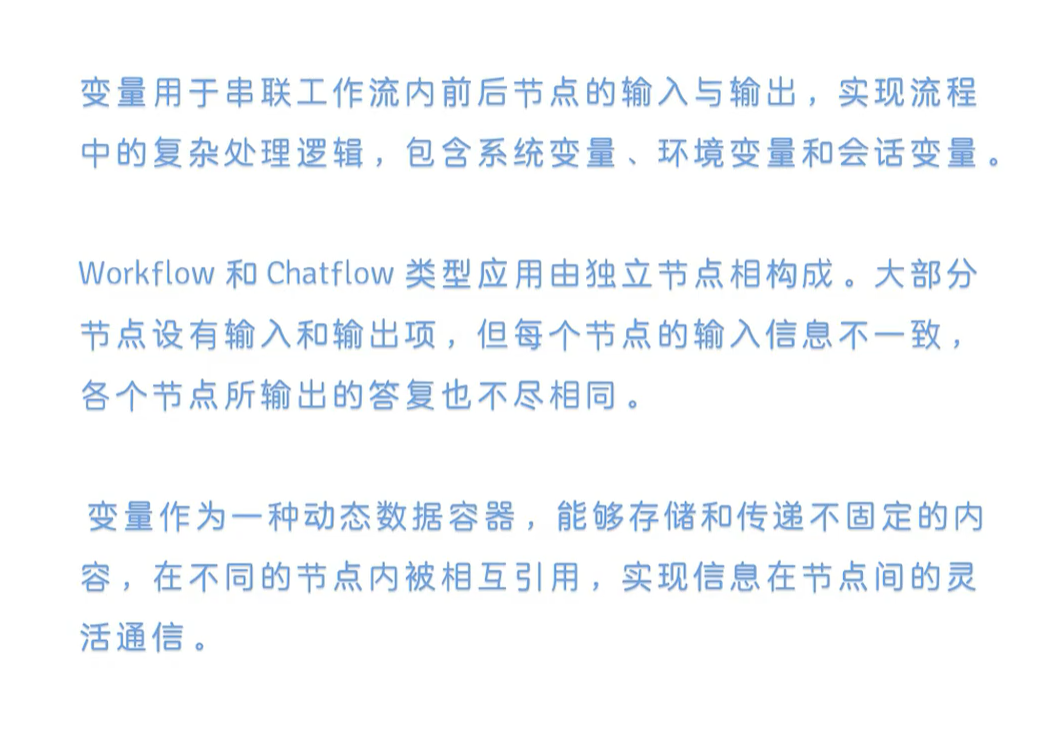 变量用于串联工作流内前后节点的输入与输出，实现流程
中的复杂处理逻辑，包含系统变量、环境变量和会话变量。
Workflow 和 Chatflow 类型应用由独立节点相构成。大部分
节点设有输入和输出项，但每个节点的输入信息不一致，
各个节点所输出的答复也不尽相同。
变量作为一种动态数据容器，能够存储和传递不固定的内
容，在不同的节点内被相互引用，实现信息在节点间的灵
活通信。